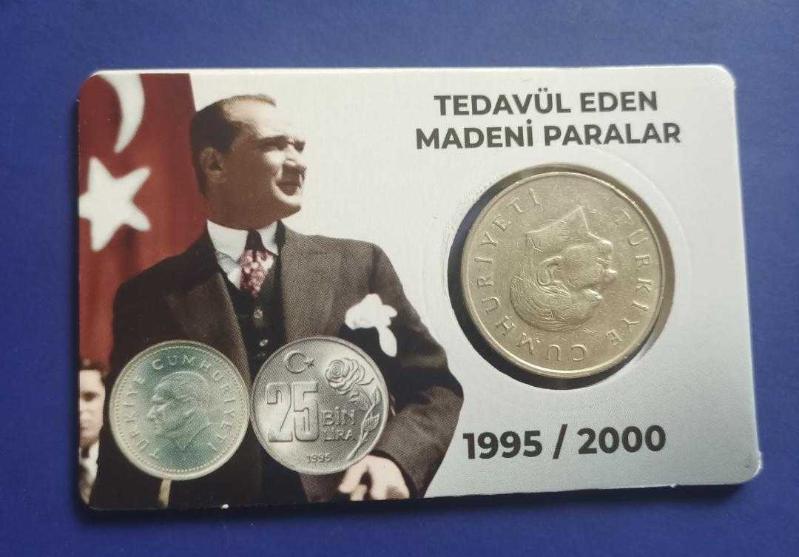 TEDAVÜL EDEN
MADENİ PARALAR
TÜRKİYE CUMHURİYETİ
TÜRKİYE CUMHURİYETİ
25
BİN
LİRA
1995
1995 / 2000